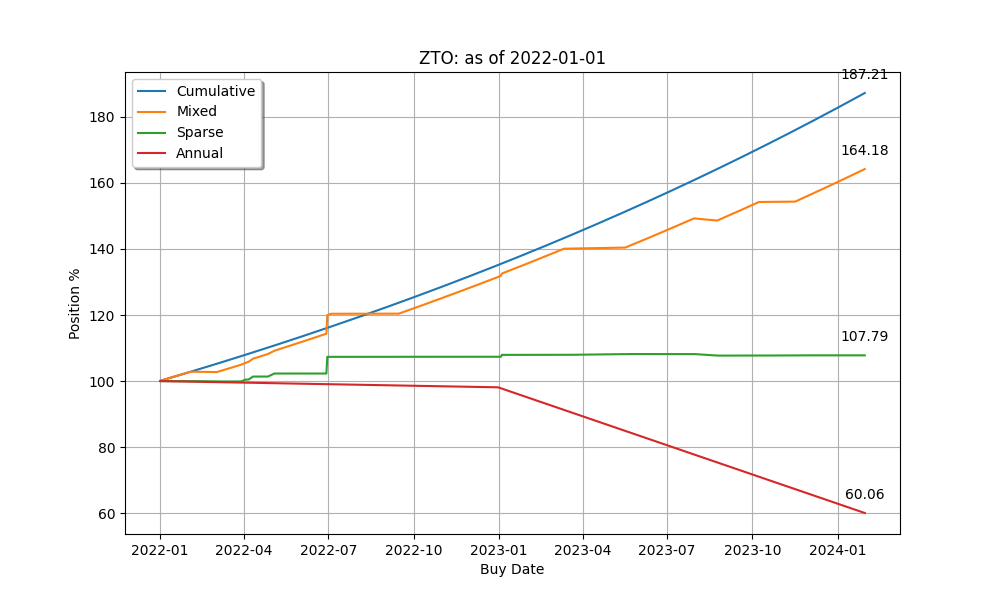 ZTO: as of 2022-01-01
187.21
Cumulative
Mixed
Sparse
Annual
164.18
107.79
60.06
180
160
140
120
100
80
60
Position %
2022-01 2022-04 2022-07 2022-10 2023-01 2023-04 2023-07 2023-10 2024-01
Buy Date